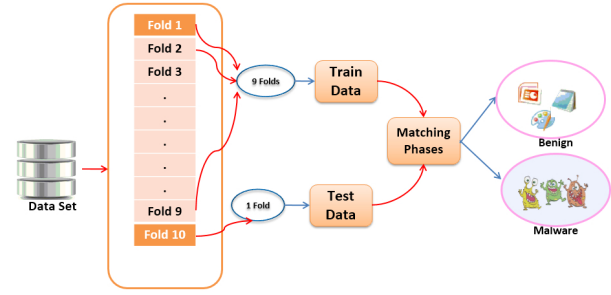 Fold 1
Fold 2
Fold 3
.
.
.
.
.
Fold 9
Fold 10
Data Set
9 Folds
1 Fold
Train
Data
Test
Data
Matching
Phases
Benign
Malware